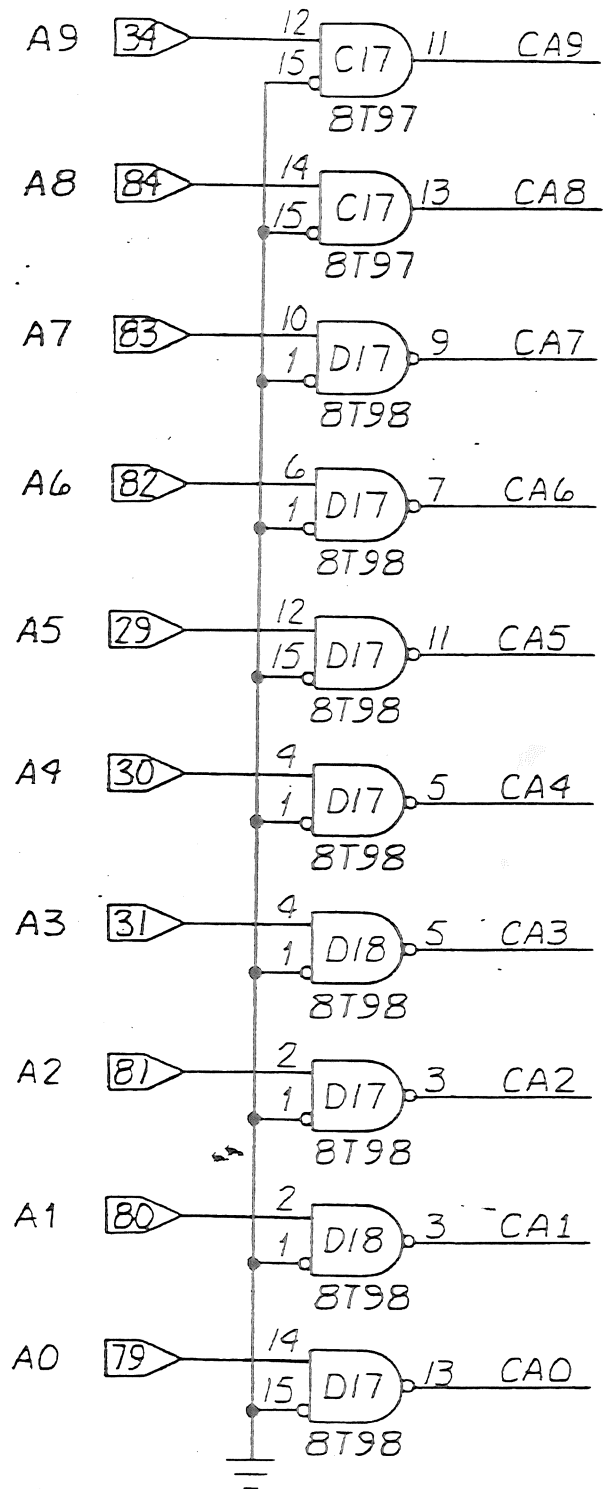 A9 34 12 C17 11 CA9
15
8T97
A8 84 14 C17 13 CA8
15
8T97
A7 83 10 D17 9 CA7
1
8T98
A6 82 6 D17 7 CA6
1
8T98
A5 29 12 D17 11 CA5
15
8T98
A4 30 4 D17 5 CA4
1
8T98
A3 31 4 D18 5 CA3
1
8T98
A2 81 2 D17 3 CA2
1
8T98
A1 80 2 D18 3 CA1
1
8T98
A0 79 14 D17 13 CA0
15
8T98